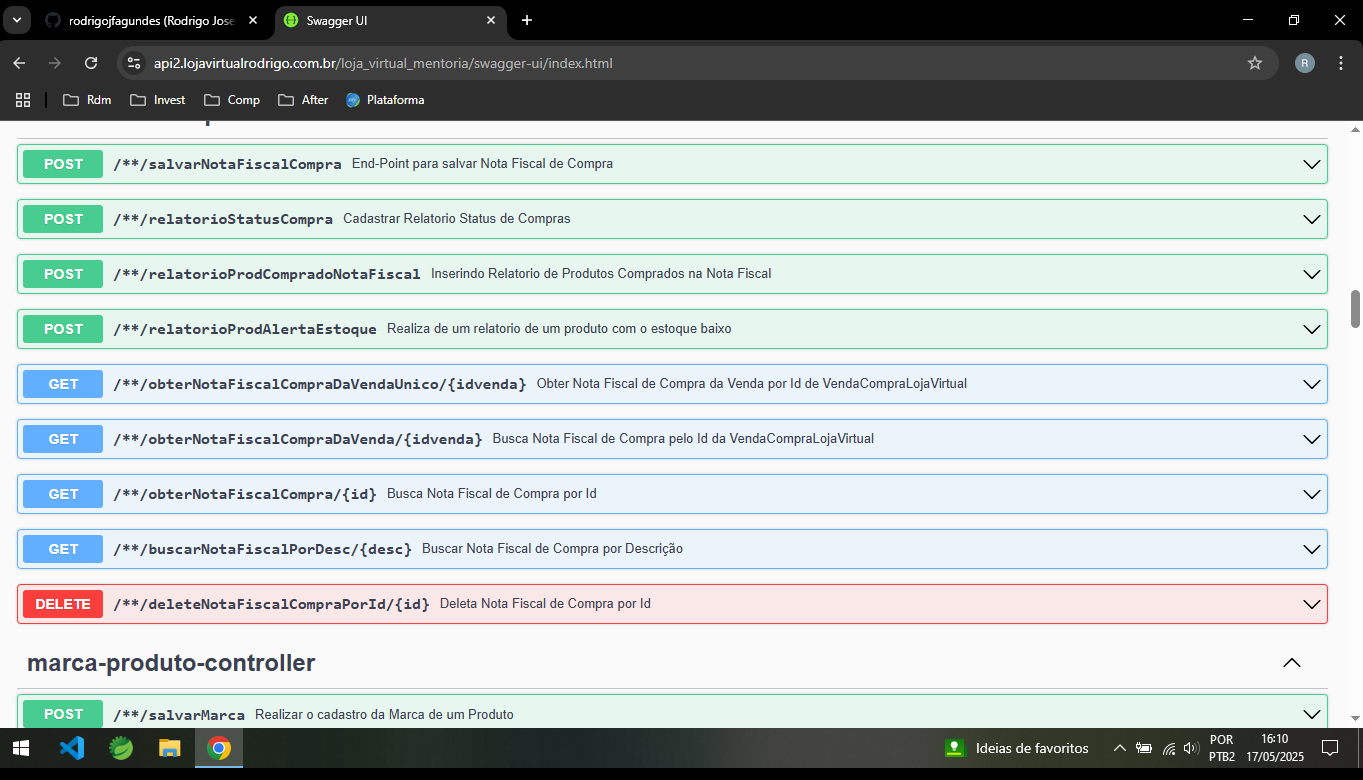 rodrigojfagundes (Rodrigo Jose
Swagger UI
api2.lojavirtualrodrigo.com.br/loja_virtual_mentoria/swagger-ui/index.html
R
Rdm
Invest
Comp
After
Plataforma
POST /**/salvarNotaFiscalCompra End-Point para salvar Nota Fiscal de Compra
POST /**/relatorioStatusCompra Cadastrar Relatorio Status de Compras
POST /**/relatorioProdCompradoNotaFiscal Inserindo Relatorio de Produtos Comprados na Nota Fiscal
POST /**/relatorioProdAlertaEstoque Realiza de um relatorio de um produto com o estoque baixo
GET /**/obterNotaFiscalCompraDaVendaUnico/{idvenda} Obter Nota Fiscal de Compra da Venda por Id de VendaCompraLojaVirtual
GET /**/obterNotaFiscalCompraDaVenda/{idvenda} Busca Nota Fiscal de Compra pelo Id da VendaCompraLojaVirtual
GET /**/obterNotaFiscalCompra/{id} Busca Nota Fiscal de Compra por Id
GET /**/buscarNotaFiscalPorDesc/{desc} Buscar Nota Fiscal de Compra por Descrição
DELETE /**/deleteNotaFiscalCompraPorId/{id} Deleta Nota Fiscal de Compra por Id
marca-produto-controller
POST /**/salvarMarca Realizar o cadastro da Marca de um Produto
Ideias de favoritos
POR
PTB2
16:10
17/05/2025